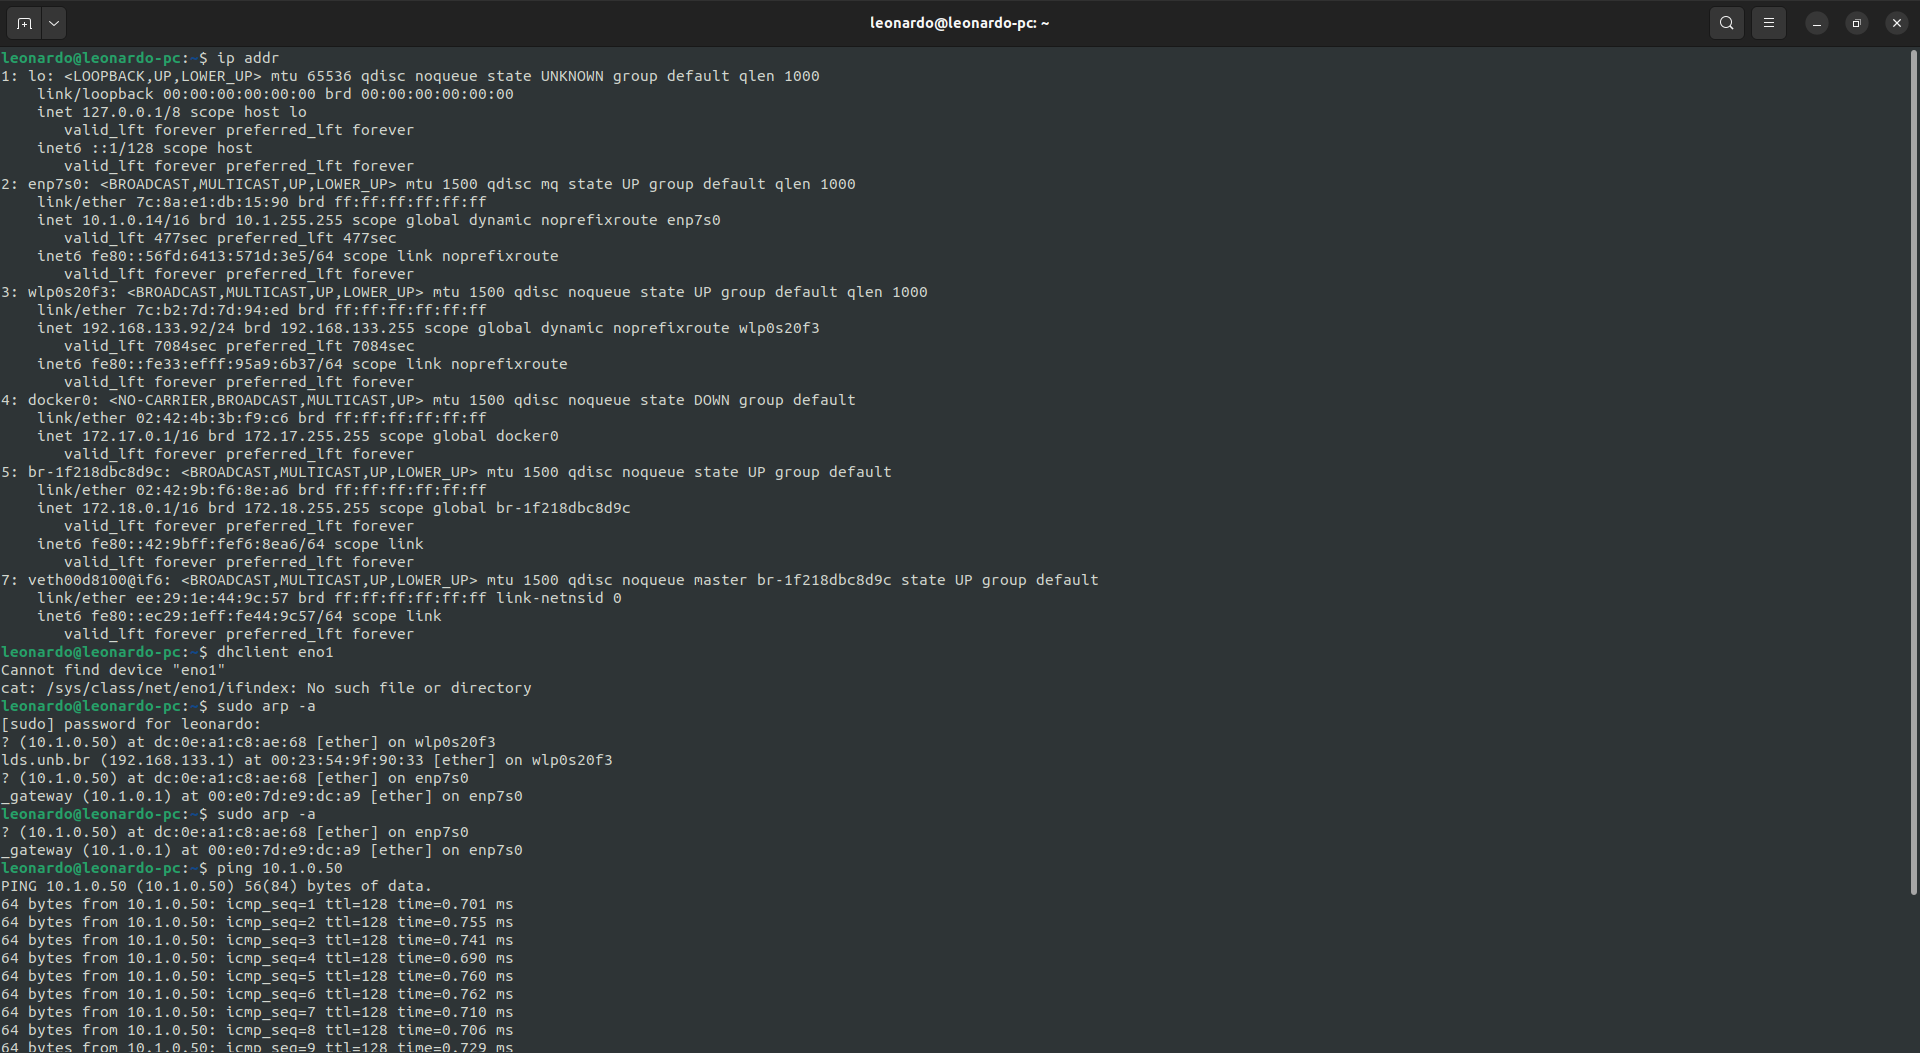 leonardo@leonardo-pc: ~
leonardo@leonardo-pc:~$ ip addr
1: lo: <LOOPBACK,UP,LOWER_UP> mtu 65536 qdisc noqueue state UNKNOWN group default qlen 1000
    link/loopback 00:00:00:00:00:00 brd 00:00:00:00:00:00
    inet 127.0.0.1/8 scope host lo
       valid_lft forever preferred_lft forever
    inet6 ::1/128 scope host
       valid_lft forever preferred_lft forever
2: enp7s0: <BROADCAST,MULTICAST,UP,LOWER_UP> mtu 1500 qdisc mq state UP group default qlen 1000
    link/ether 7c:8a:e1:db:15:90 brd ff:ff:ff:ff:ff:ff
    inet 10.1.0.14/16 brd 10.1.255.255 scope global dynamic noprefixroute enp7s0
       valid_lft 477sec preferred_lft 477sec
    inet6 fe80::56fd:6413:571d:3e5/64 scope link noprefixroute
       valid_lft forever preferred_lft forever
3: wlp0s20f3: <BROADCAST,MULTICAST,UP,LOWER_UP> mtu 1500 qdisc noqueue state UP group default qlen 1000
    link/ether 7c:b2:7d:7d:94:ed brd ff:ff:ff:ff:ff:ff
    inet 192.168.133.92/24 brd 192.168.133.255 scope global dynamic noprefixroute wlp0s20f3
       valid_lft 7084sec preferred_lft 7084sec
    inet6 fe80::fe33:efff:95a9:6b37/64 scope link noprefixroute
       valid_lft forever preferred_lft forever
4: docker0: <NO-CARRIER,BROADCAST,MULTICAST,UP> mtu 1500 qdisc noqueue state DOWN group default
    link/ether 02:42:4b:3b:f9:c6 brd ff:ff:ff:ff:ff:ff
    inet 172.17.0.1/16 brd 172.17.255.255 scope global docker0
       valid_lft forever preferred_lft forever
5: br-1f218dbc8d9c: <BROADCAST,MULTICAST,UP,LOWER_UP> mtu 1500 qdisc noqueue state UP group default
    link/ether 02:42:9b:f6:8e:a6 brd ff:ff:ff:ff:ff:ff
    inet 172.18.0.1/16 brd 172.18.255.255 scope global br-1f218dbc8d9c
       valid_lft forever preferred_lft forever
    inet6 fe80::42:9bff:fef6:8ea6/64 scope link
       valid_lft forever preferred_lft forever
7: veth00d8100@if6: <BROADCAST,MULTICAST,UP,LOWER_UP> mtu 1500 qdisc noqueue master br-1f218dbc8d9c state UP group default
    link/ether ee:29:1e:44:9c:57 brd ff:ff:ff:ff:ff:ff link-netnsid 0
    inet6 fe80::ec29:1eff:fe44:9c57/64 scope link
       valid_lft forever preferred_lft forever
leonardo@leonardo-pc:~$ dhclient eno1
Cannot find device "eno1"
cat: /sys/class/net/eno1/ifindex: No such file or directory
leonardo@leonardo-pc:~$ sudo arp -a
[sudo] password for leonardo:
? (10.1.0.50) at dc:0e:a1:c8:ae:68 [ether] on wlp0s20f3
lds.unb.br (192.168.133.1) at 00:23:54:9f:90:33 [ether] on wlp0s20f3
? (10.1.0.50) at dc:0e:a1:c8:ae:68 [ether] on enp7s0
_gateway (10.1.0.1) at 00:e0:7d:e9:dc:a9 [ether] on enp7s0
leonardo@leonardo-pc:~$ sudo arp -a
? (10.1.0.50) at dc:0e:a1:c8:ae:68 [ether] on enp7s0
_gateway (10.1.0.1) at 00:e0:7d:e9:dc:a9 [ether] on enp7s0
leonardo@leonardo-pc:~$ ping 10.1.0.50
PING 10.1.0.50 (10.1.0.50) 56(84) bytes of data.
64 bytes from 10.1.0.50: icmp_seq=1 ttl=128 time=0.701 ms
64 bytes from 10.1.0.50: icmp_seq=2 ttl=128 time=0.755 ms
64 bytes from 10.1.0.50: icmp_seq=3 ttl=128 time=0.741 ms
64 bytes from 10.1.0.50: icmp_seq=4 ttl=128 time=0.690 ms
64 bytes from 10.1.0.50: icmp_seq=5 ttl=128 time=0.760 ms
64 bytes from 10.1.0.50: icmp_seq=6 ttl=128 time=0.762 ms
64 bytes from 10.1.0.50: icmp_seq=7 ttl=128 time=0.710 ms
64 bytes from 10.1.0.50: icmp_seq=8 ttl=128 time=0.706 ms
64 bytes from 10.1.0.50: icmp_seq=9 ttl=128 time=0.729 ms